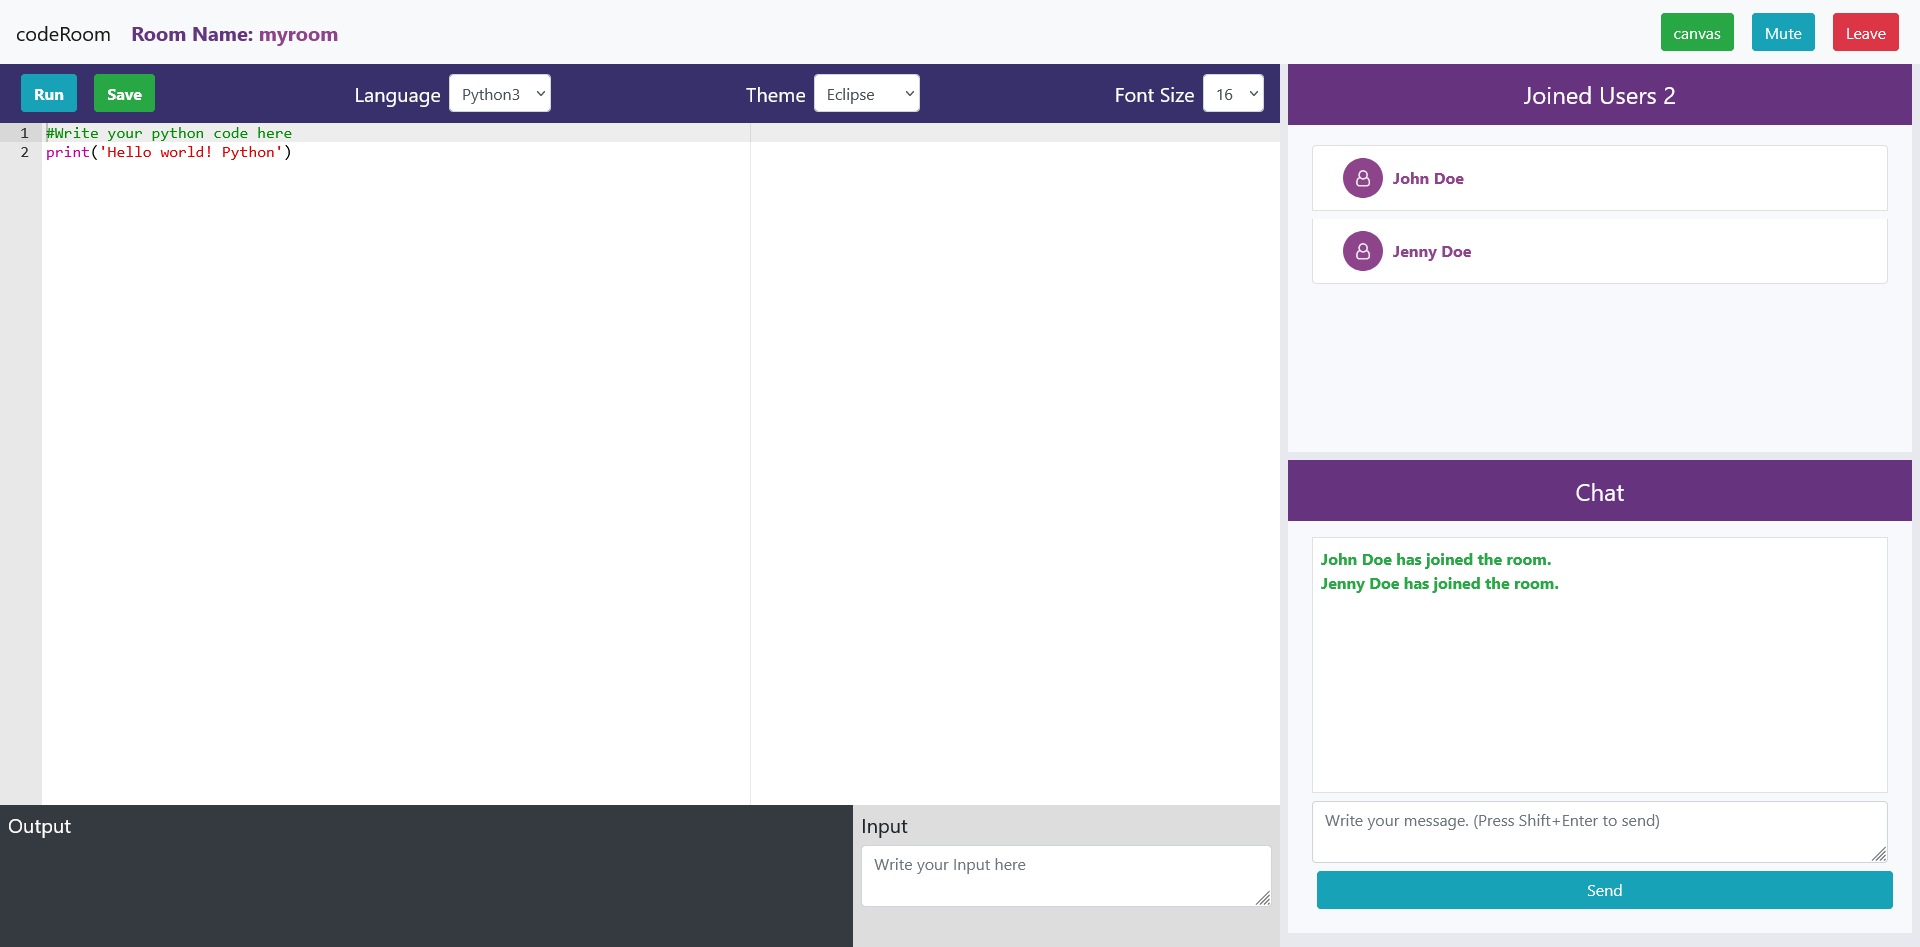 codeRoom Room Name: myroom canvas Mute Leave
Run Save Language Python3 Theme Eclipse Font Size 16
1 #Write your python code here
2 print('Hello world! Python')
Output
Input
Write your Input here
Joined Users 2
John Doe
Jenny Doe
Chat
John Doe has joined the room.
Jenny Doe has joined the room.
Write your message. (Press Shift+Enter to send)
Send